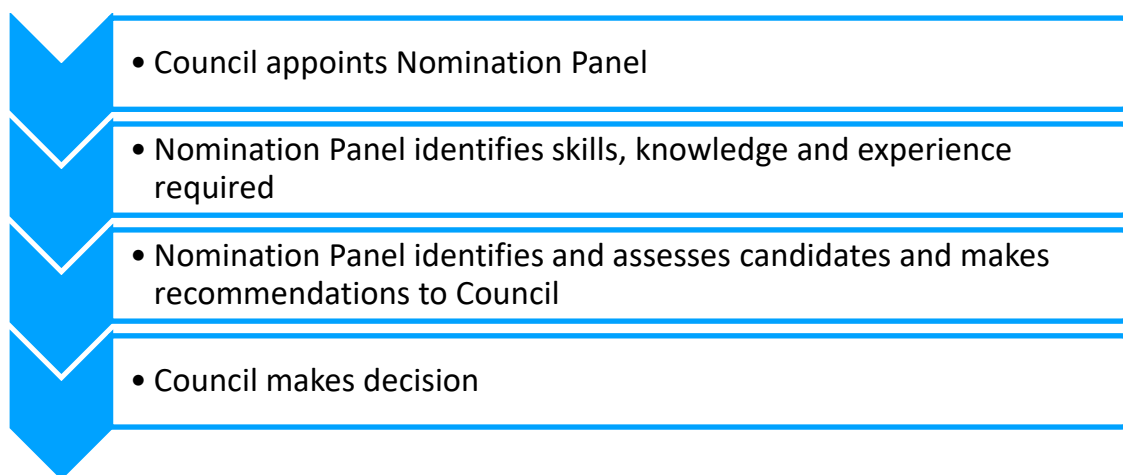 • Council appoints Nomination Panel
• Nomination Panel identifies skills, knowledge and experience
required
• Nomination Panel identifies and assesses candidates and makes
recommendations to Council
• Council makes decision